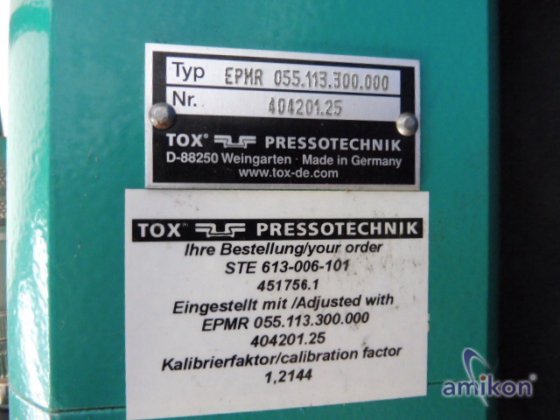 Typ EPMR 055.113.300.000
Nr. 404201.25
TOX® PRESSOTECHNIK
D-88250 Weingarten · Made in Germany
www.tox-de.com
TOX® PRESSOTECHNIK
Ihre Bestellung/your order
STE 613-006-101
451756.1
Eingestellt mit /Adjusted with
EPMR 055.113.300.000
404201.25
Kalibrierfaktor/calibration factor
1,2144
amikon®